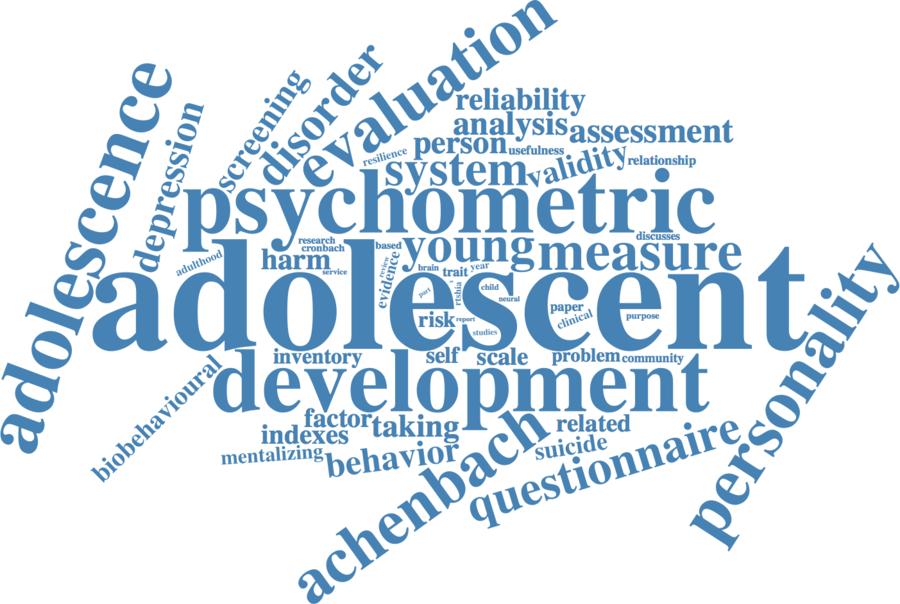 evaluation
adolescence
disorder
screening
depression
reliability
analysis
assessment
person
usefulness
resilience
system
validity
relationship
psychometric
discusses
research
cronbach
based
young
measure
adulthood
harm
service
evidence
review
brain
trait
year
adolescent
child
neural
part
rtshia
risk
report
studies
paper
clinical
purpose
personality
inventory
self
scale
problem
community
development
biobehavioural
factor
taking
related
indexes
achenbach
suicide
mentalizing
behavior
questionnaire